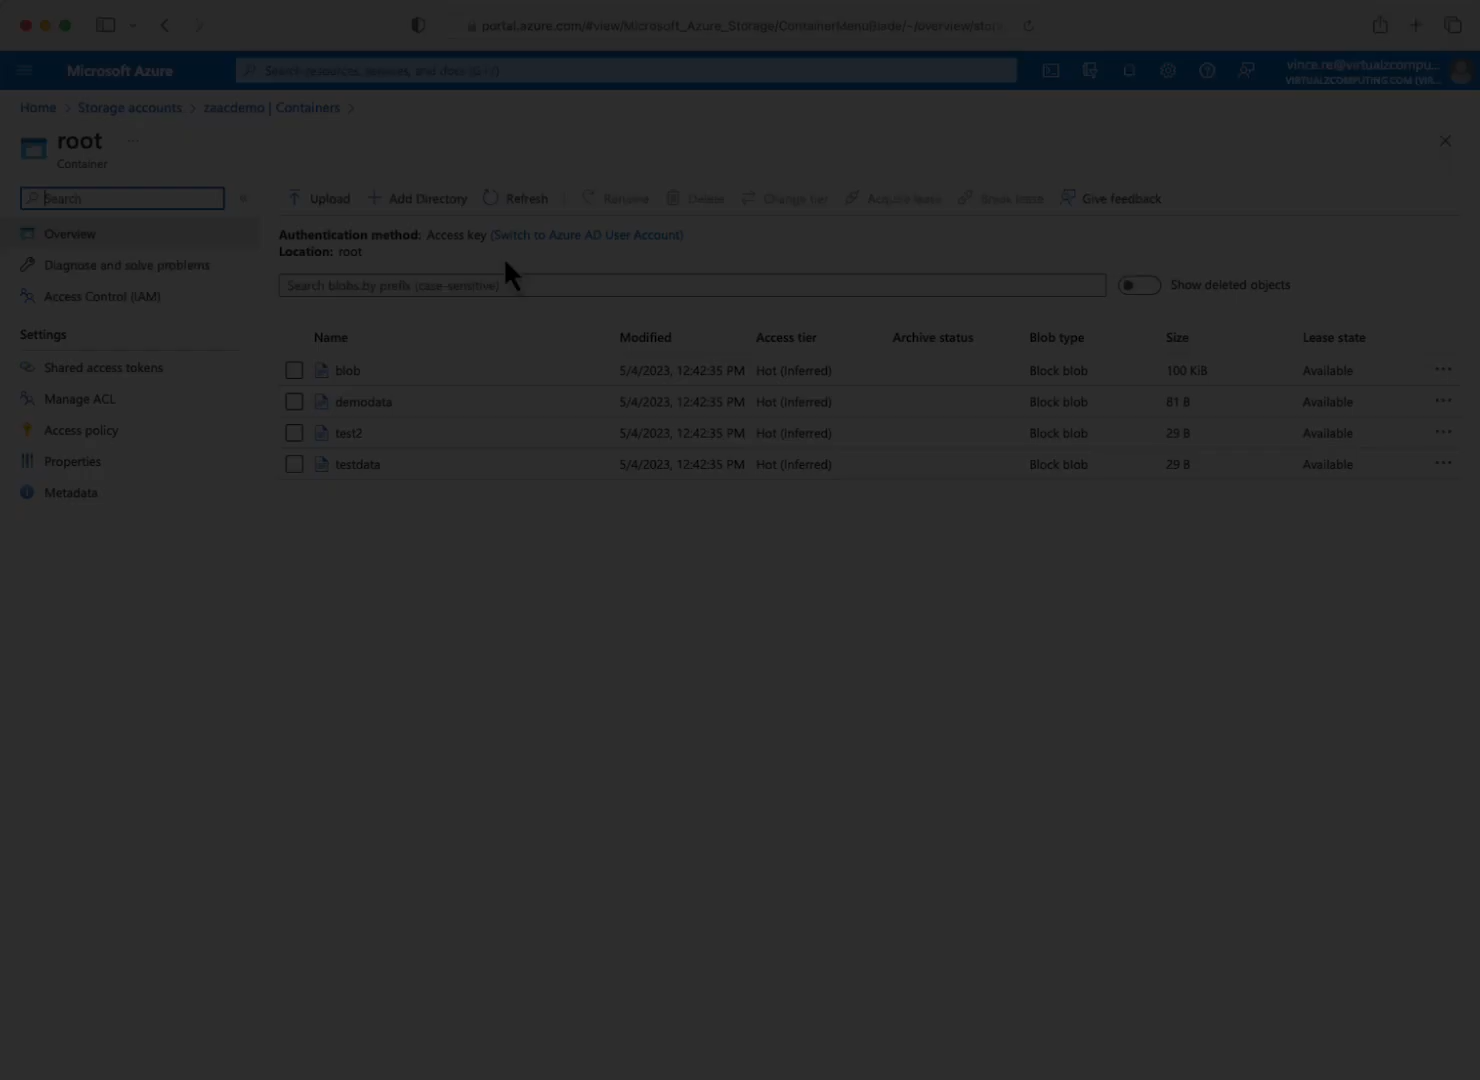 portal.azure.com/#view/Microsoft_Azure_Storage/ContainerMenuBlade/~/overview/stora
Microsoft Azure
Search resources, services, and docs (G+/)
vince.re@virtualzcompu...
VIRTUALZCOMPUTING.COM
Home > Storage accounts > zaacdemo | Containers >
root ...
Container
Search «
Upload Add Directory Refresh Rename Delete Change tier Acquire lease Break lease Give feedback
Overview
Diagnose and solve problems
Access Control (IAM)
Settings
Shared access tokens
Manage ACL
Access policy
Properties
Metadata
Authentication method: Access key (Switch to Azure AD User Account)
Location: root
Search blobs by prefix (case-sensitive)
Show deleted objects
Name Modified Access tier Archive status Blob type Size Lease state
blob 5/4/2023, 12:42:35 PM Hot (Inferred) Block blob 100 KiB Available ...
demodata 5/4/2023, 12:42:35 PM Hot (Inferred) Block blob 81 B Available ...
test2 5/4/2023, 12:42:35 PM Hot (Inferred) Block blob 29 B Available ...
testdata 5/4/2023, 12:42:35 PM Hot (Inferred) Block blob 29 B Available ...